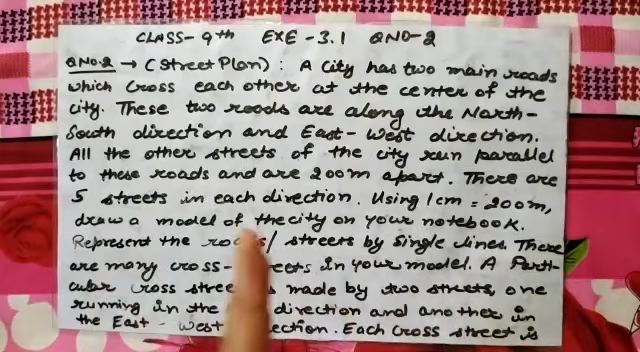 CLASS-9th EXE-3.1 QNO-2
QNO.2 → (Street Plan) : A city has two main roads
which cross each other at the center of the
city. These two roads are along the North-
South direction and East-West direction.
All the other streets of the city run parallel
to these roads and are 200m apart. There are
5 streets in each direction. Using 1cm = 200m,
draw a model of the city on your notebook.
Represent the roads/ streets by single lines. There
are many cross- in your model. A Parti-
cular cross made by two streets, one
running in the direction and another in
the East - West Each cross street is